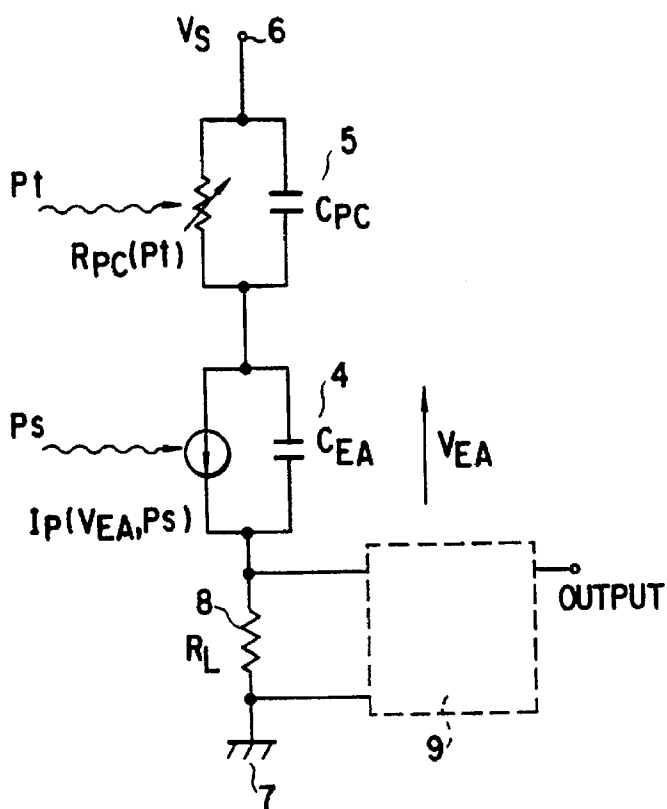 VS 6
5
Pt
CPC
RPC(Pt)
4
Ps
CEA
VEA
IP(VEA,Ps)
8
OUTPUT
RL
9
7